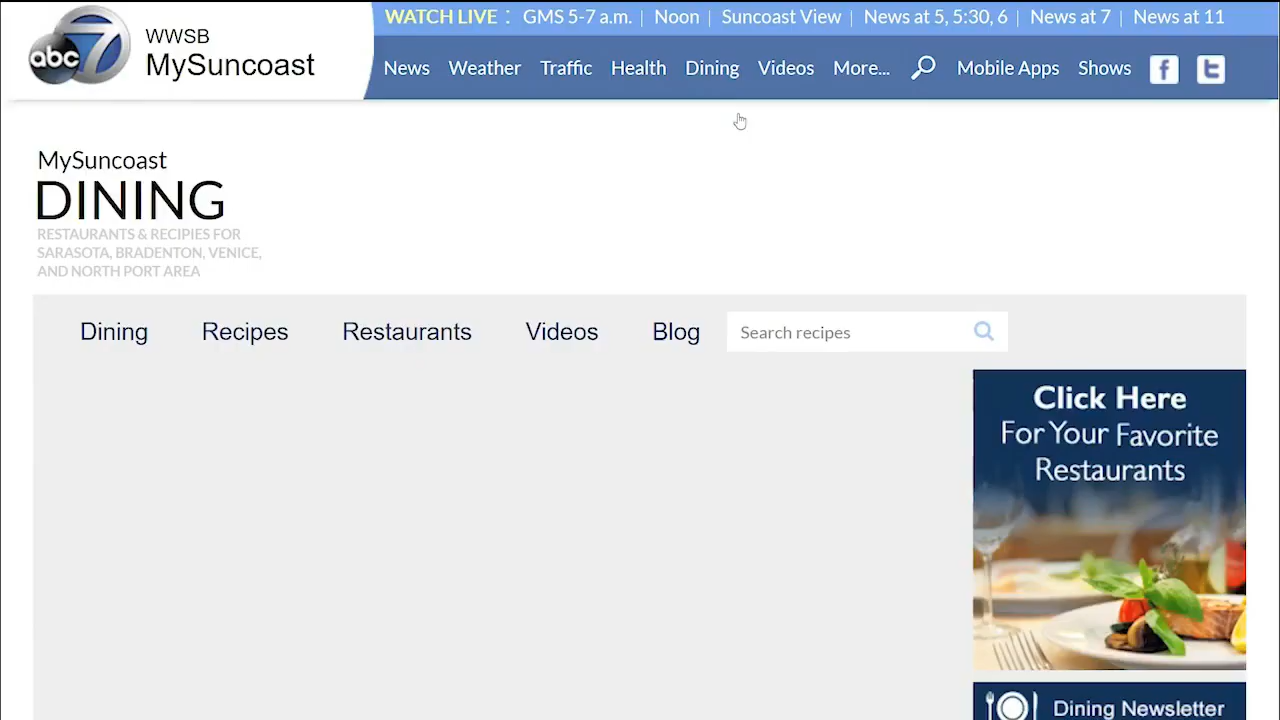 WATCH LIVE : GMS 5-7 a.m. | Noon | Suncoast View | News at 5, 5:30, 6 | News at 7 | News at 11
abc 7
WWSB
MySuncoast
News Weather Traffic Health Dining Videos More... Mobile Apps Shows f t
MySuncoast
DINING
RESTAURANTS & RECIPIES FOR
SARASOTA, BRADENTON, VENICE,
AND NORTH PORT AREA
Dining Recipes Restaurants Videos Blog Search recipes
Click Here
For Your Favorite
Restaurants
Dining Newsletter